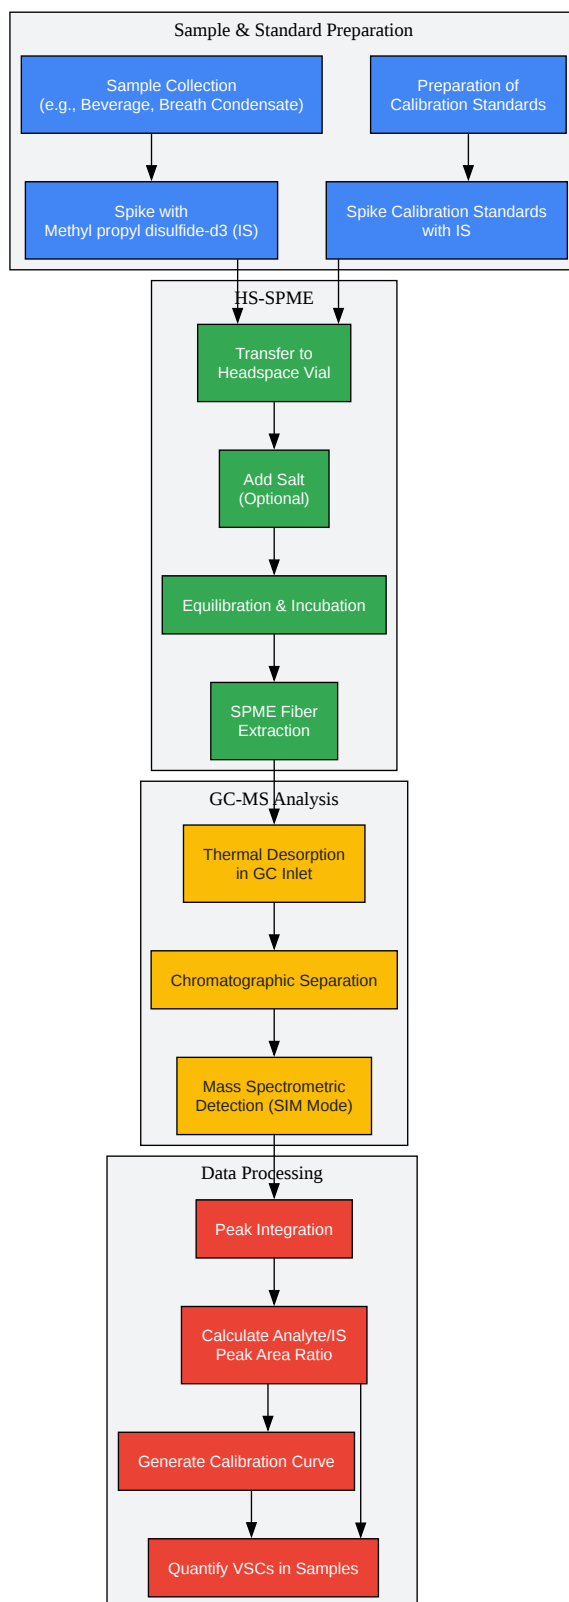 Sample & Standard Preparation
Sample Collection
(e.g., Beverage, Breath Condensate)
Preparation of
Calibration Standards
Spike with
Methyl propyl disulfide-d3 (IS)
Spike Calibration Standards
with IS
HS-SPME
Transfer to
Headspace Vial
Add Salt
(Optional)
Equilibration & Incubation
SPME Fiber
Extraction
GC-MS Analysis
Thermal Desorption
in GC Inlet
Chromatographic Separation
Mass Spectrometric
Detection (SIM Mode)
Data Processing
Peak Integration
Calculate Analyte/IS
Peak Area Ratio
Generate Calibration Curve
Quantify VSCs in Samples